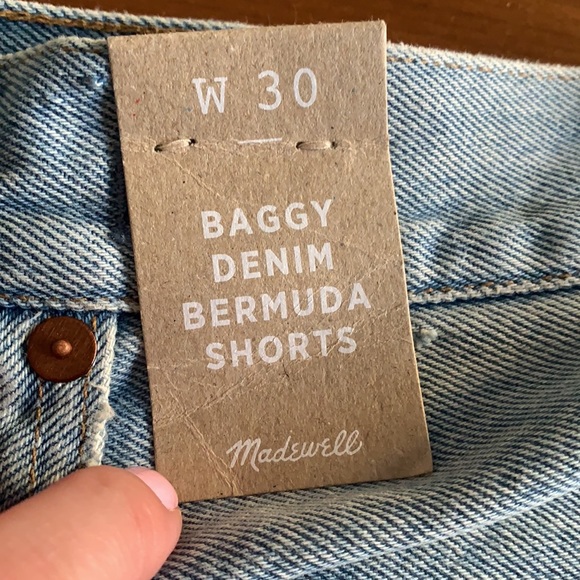 W 30
BAGGY
DENIM
BERMUDA
SHORTS
Madewell